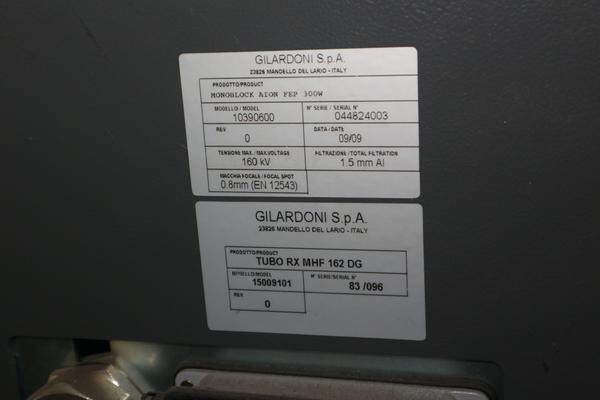 GILARDONI S.p.A.
23826 MANDELLO DEL LARIO - ITALY
PRODOTTO/PRODUCT
MONOBLOCK AION FEP 300W
MODELLO / MODEL N° SERIE / SERIAL N°
10390600 044824003
REV. DATA / DATE
0 09/09
TENSIONE MAX. / MAX.VOLTAGE FILTRAZIONE / TOTAL FILTRATION
160 kV 1.5 mm Al
MACCHIA FOCALE / FOCAL SPOT
0.8mm (EN 12543)
GILARDONI S.p.A.
23826 MANDELLO DEL LARIO - ITALY
PRODOTTO/PRODUCT
TUBO RX MHF 162 DG
MODELLO/MODEL N° SERIE/SERIAL N°
15009101 83 /096
REV.
0